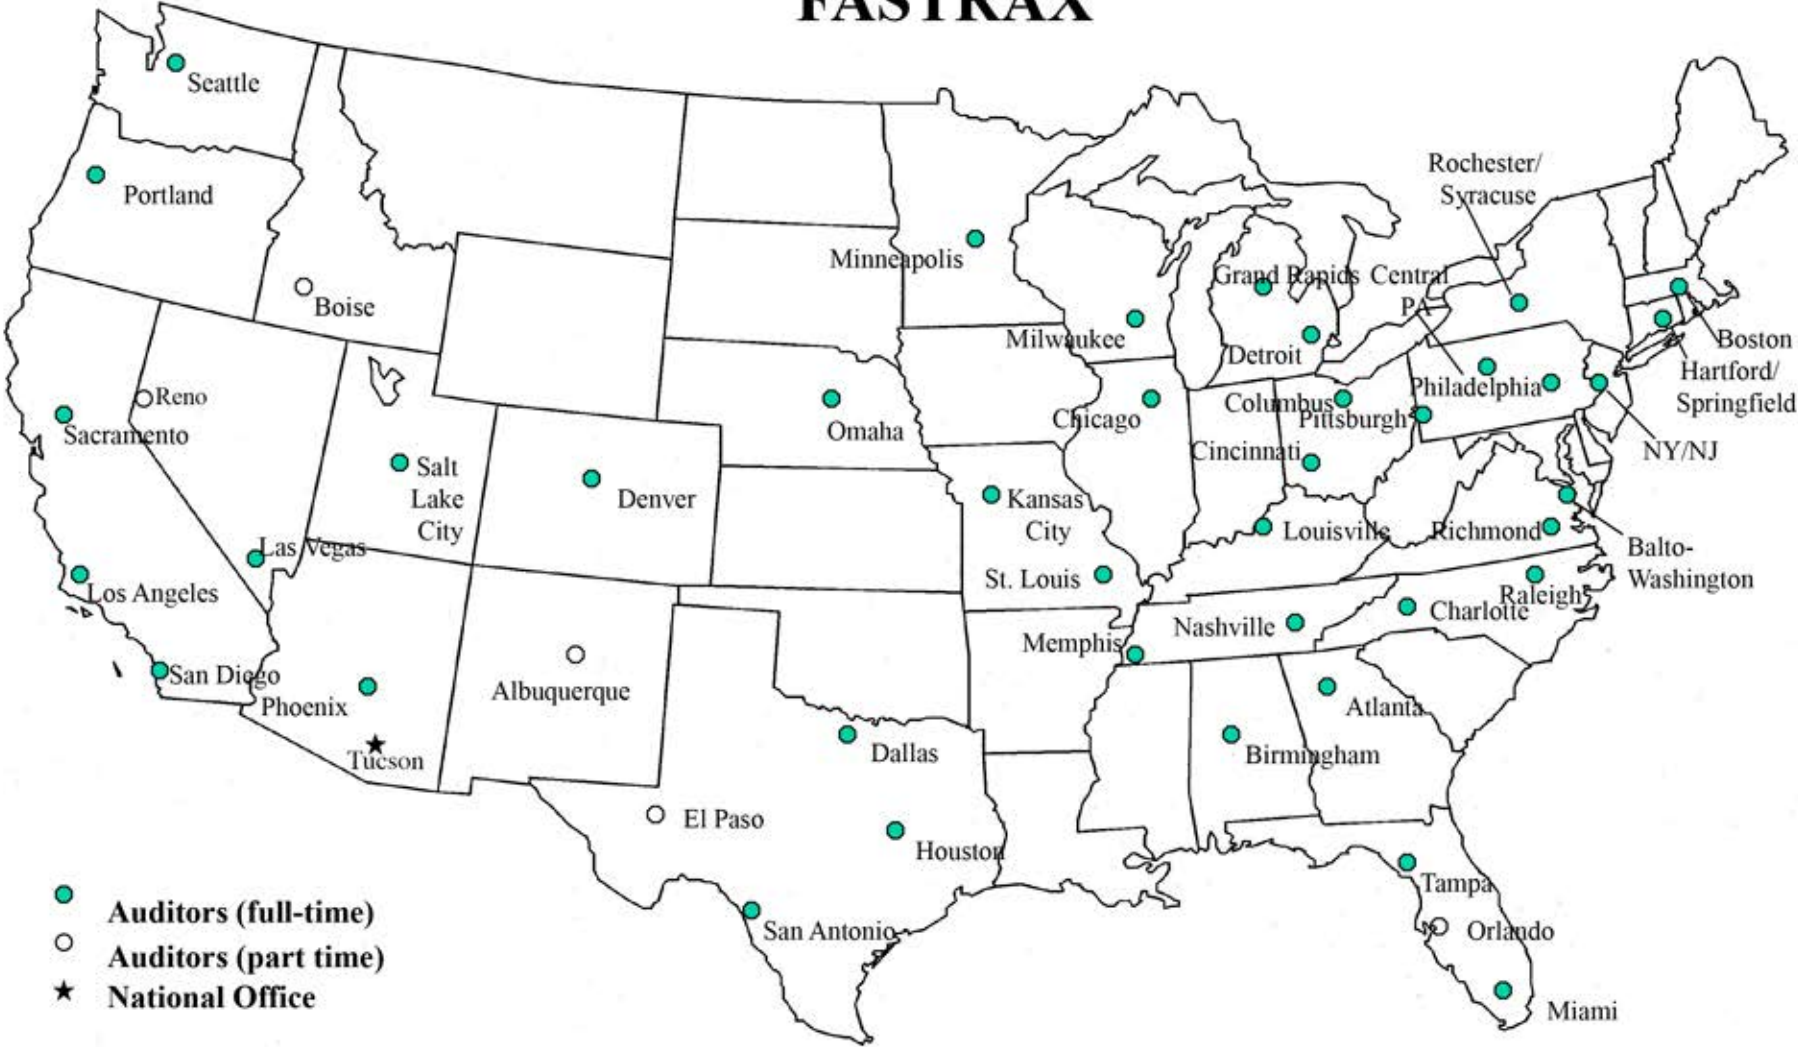 FASTRAX
Seattle
Portland
Boise
Reno
Sacramento
Salt
Lake
City
Las Vegas
Los Angeles
San Diego
Phoenix
Tucson
Denver
Albuquerque
El Paso
Dallas
Houston
San Antonio
Minneapolis
Omaha
Kansas
City
St. Louis
Milwaukee
Chicago
Grand Rapids
Detroit
Columbus
Cincinnati
Pittsburgh
Louisville
Memphis
Nashville
Birmingham
Atlanta
Charlotte
Raleigh
Richmond
Balto-
Washington
Rochester/
Syracuse
Central
PA
Philadelphia
Boston
Hartford/
Springfield
NY/NJ
Tampa
Orlando
Miami
Auditors (full-time)
Auditors (part time)
National Office